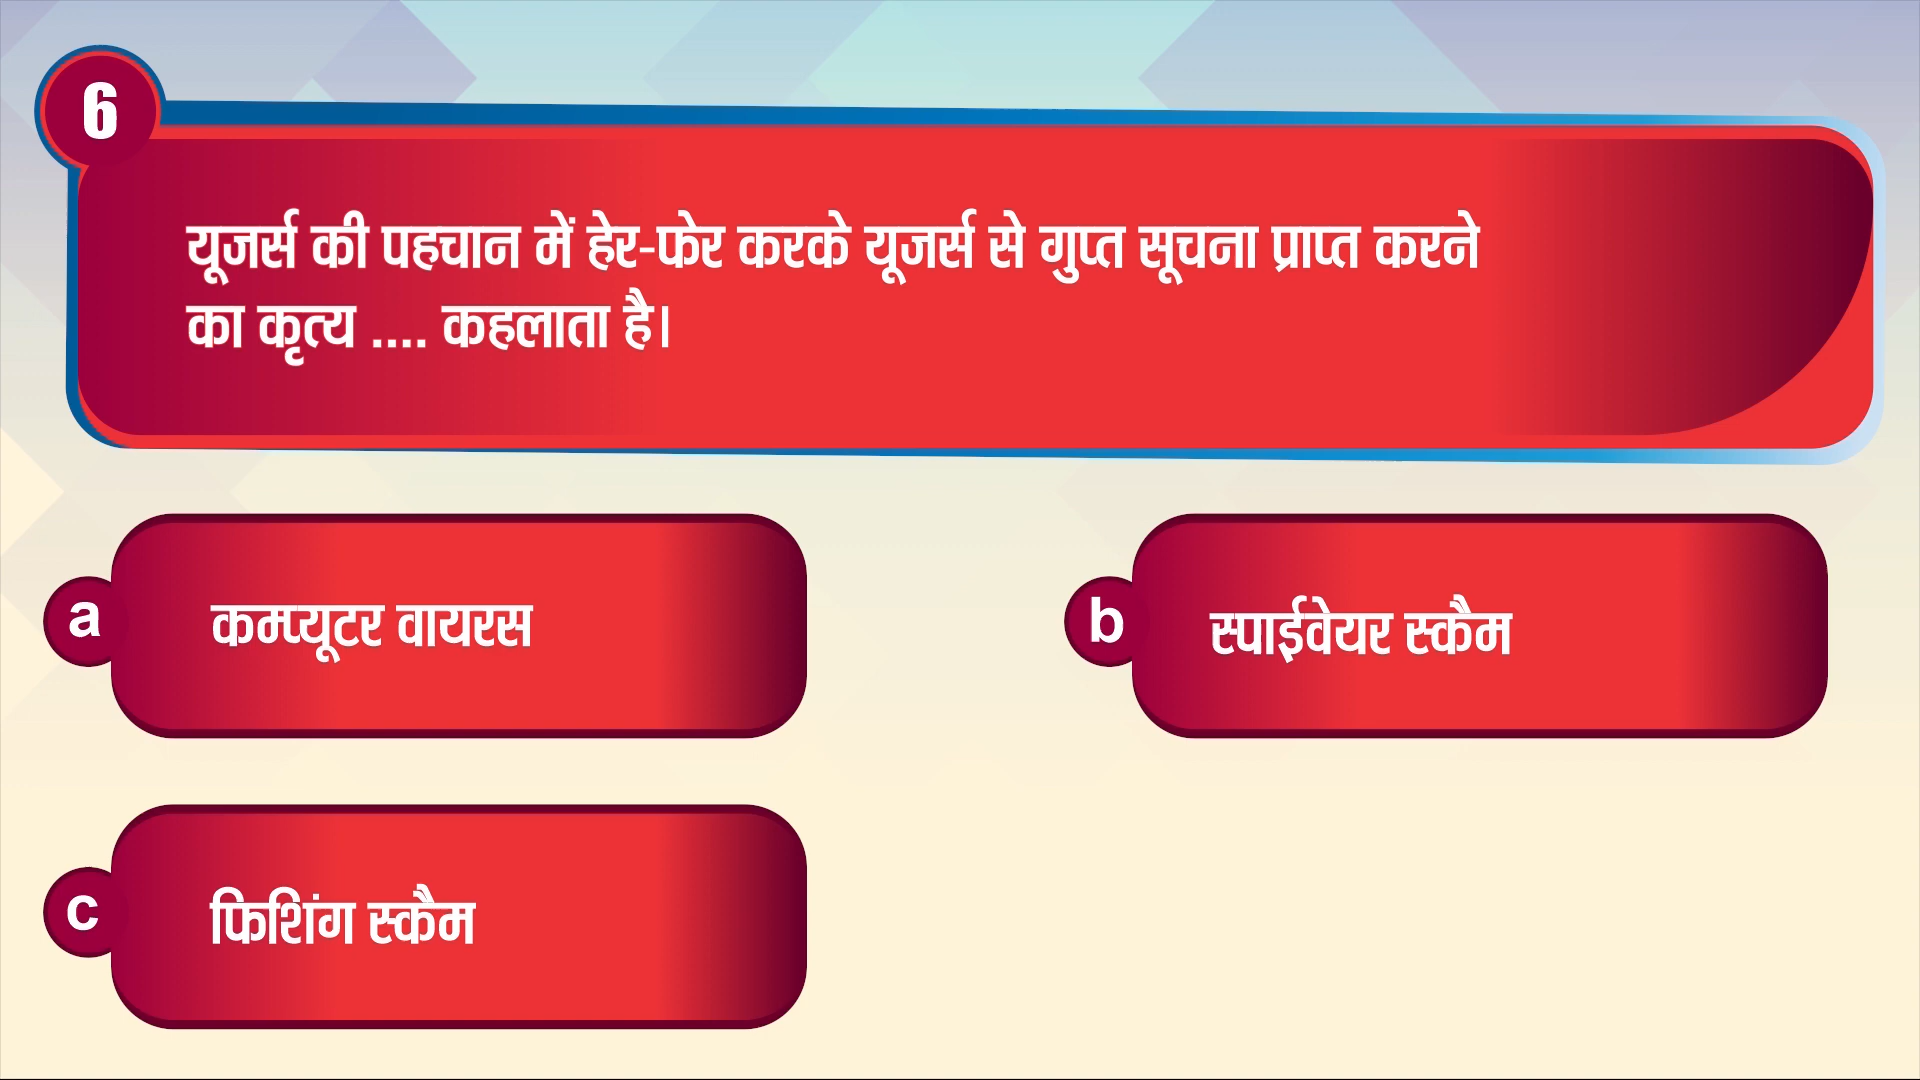 6
यूजर्स की पहचान में हेर-फेर करके यूजर्स से गुप्त सूचना प्राप्त करने
का कृत्य .... कहलाता है।
a कम्प्यूटर वायरस
b स्पाईवेयर स्कैम
c फिशिंग स्कैम